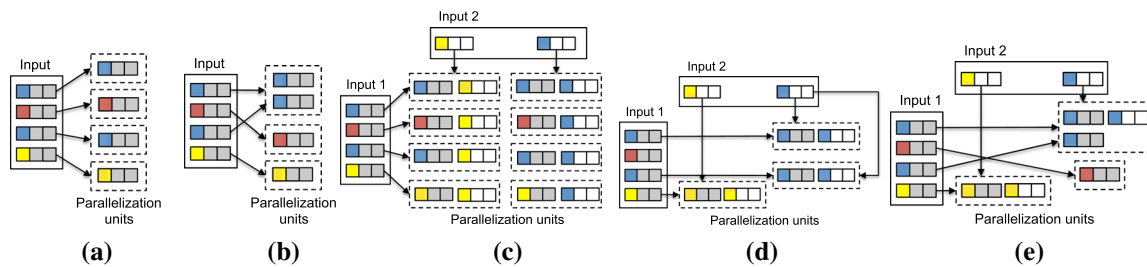 Input
Parallelization
units
(a)
Input
Parallelization
units
(b)
Input 2
Input 1
Parallelization units
(c)
Input 2
Input 1
Parallelization units
(d)
Input 2
Input 1
Parallelization units
(e)